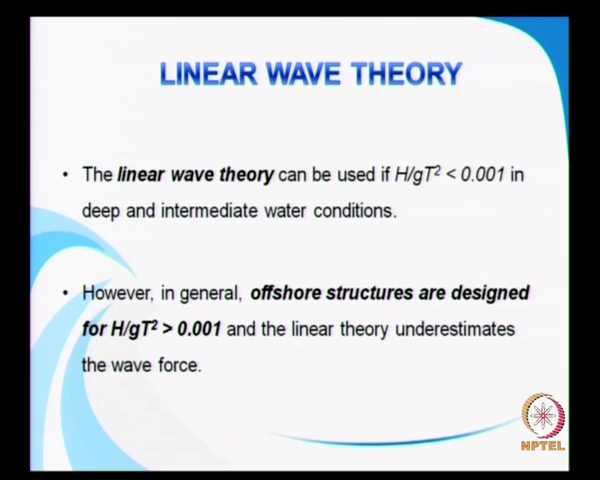 LINEAR WAVE THEORY
• The linear wave theory can be used if H/gT² < 0.001 in
deep and intermediate water conditions.
• However, in general, offshore structures are designed
for H/gT² > 0.001 and the linear theory underestimates
the wave force.
NPTEL